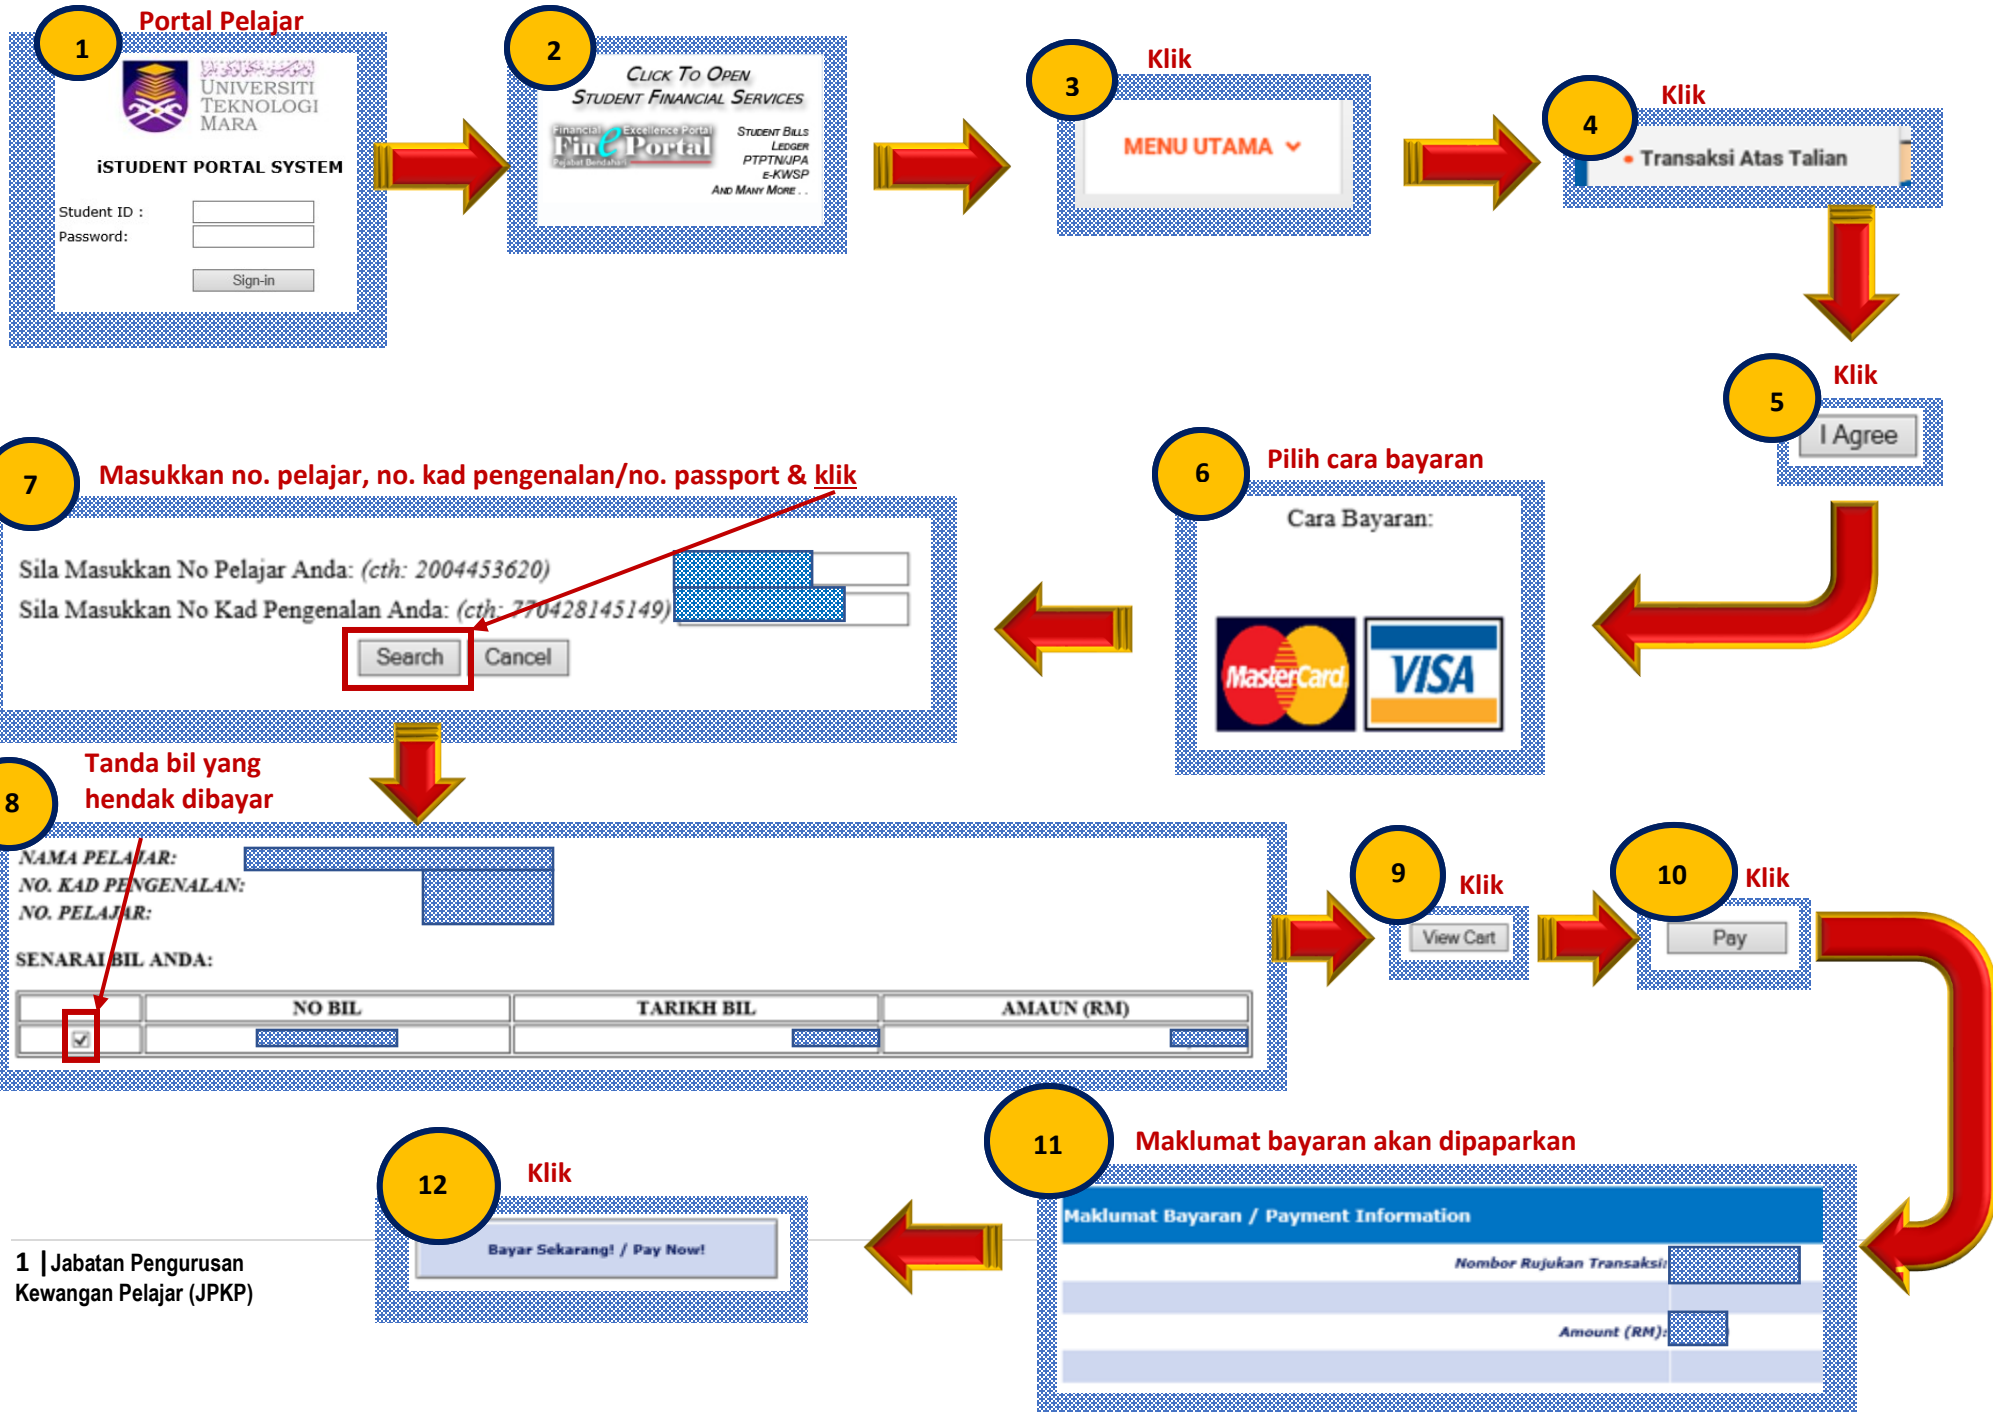 1
Portal Pelajar
UNIVERSITI
TEKNOLOGI
MARA
iSTUDENT PORTAL SYSTEM
Student ID :
Password:
Sign-in
2
CLICK TO OPEN
STUDENT FINANCIAL SERVICES
Financial Excellence Portal
Fin e Portal
Pejabat Bendahari
STUDENT BILLS
LEDGER
PTPTN/JPA
E-KWSP
AND MANY MORE . .
3
Klik
MENU UTAMA
4
Klik
• Transaksi Atas Talian
5
Klik
I Agree
6
Pilih cara bayaran
Cara Bayaran:
MasterCard
VISA
7
Masukkan no. pelajar, no. kad pengenalan/no. passport & klik
Sila Masukkan No Pelajar Anda: (cth: 2004453620)
Sila Masukkan No Kad Pengenalan Anda: (cth: 770428145149)
Search Cancel
8
Tanda bil yang
hendak dibayar
NAMA PELAJAR:
NO. KAD PENGENALAN:
NO. PELAJAR:
SENARAI BIL ANDA:
NO BIL TARIKH BIL AMAUN (RM)
9
Klik
View Cart
10
Klik
Pay
11
Maklumat bayaran akan dipaparkan
Maklumat Bayaran / Payment Information
Nombor Rujukan Transaksi:
Amount (RM):
12
Klik
Bayar Sekarang! / Pay Now!
1 | Jabatan Pengurusan
Kewangan Pelajar (JPKP)